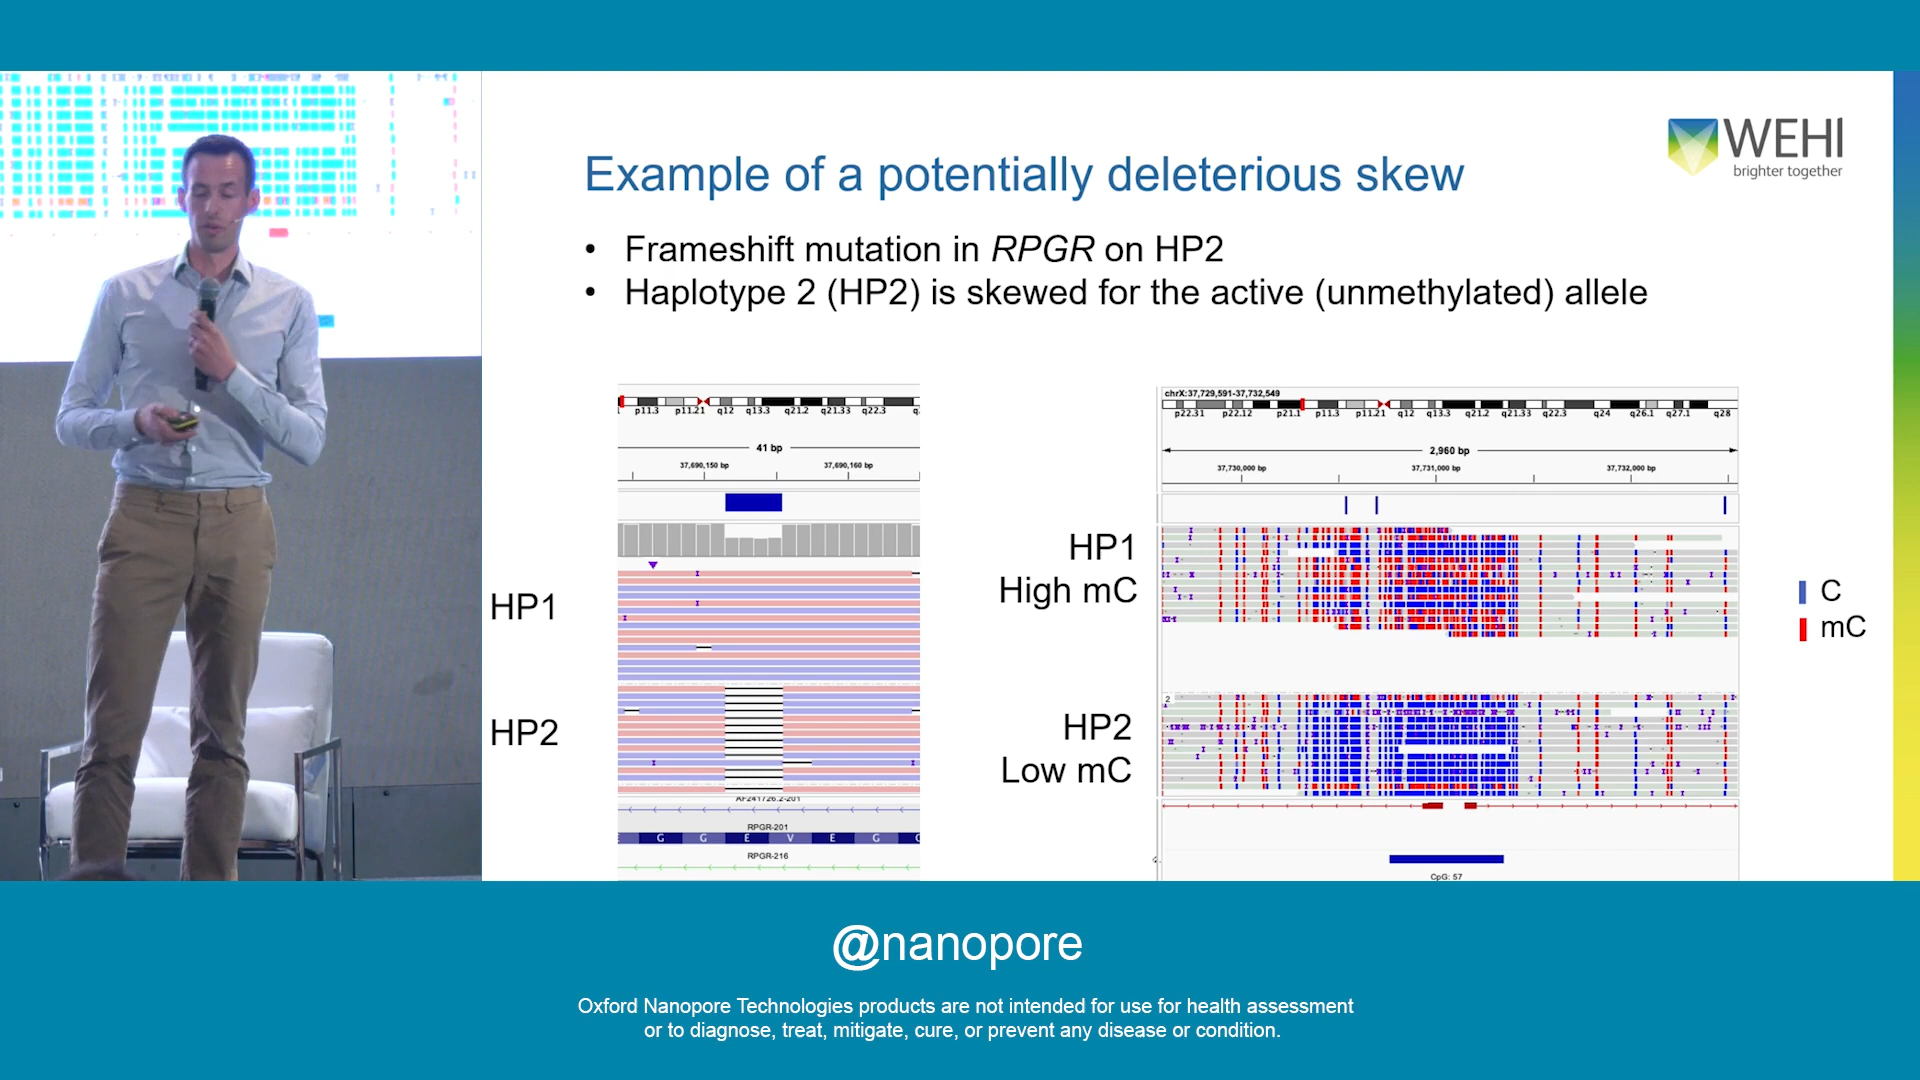 WEHI
brighter together
Example of a potentially deleterious skew
• Frameshift mutation in RPGR on HP2
• Haplotype 2 (HP2) is skewed for the active (unmethylated) allele
p11.3 p11.21 q12 q13.3 q21.2 q21.33 q22.3
41 bp
37,690,150 bp 37,690,160 bp
HP1
HP2
AF241726.2-201
RPGR-201
G G E V E G
RPGR-216
chrX:37,729,591-37,732,549
p22.31 p22.12 p21.1 p11.3 p11.21 q12 q13.3 q21.2 q21.33 q22.3 q24 q26.1 q27.1 q28
2,960 bp
37,730,000 bp 37,731,000 bp 37,732,000 bp
HP1
High mC
C
mC
2
HP2
Low mC
CpG: 57
@nanopore
Oxford Nanopore Technologies products are not intended for use for health assessment
or to diagnose, treat, mitigate, cure, or prevent any disease or condition.